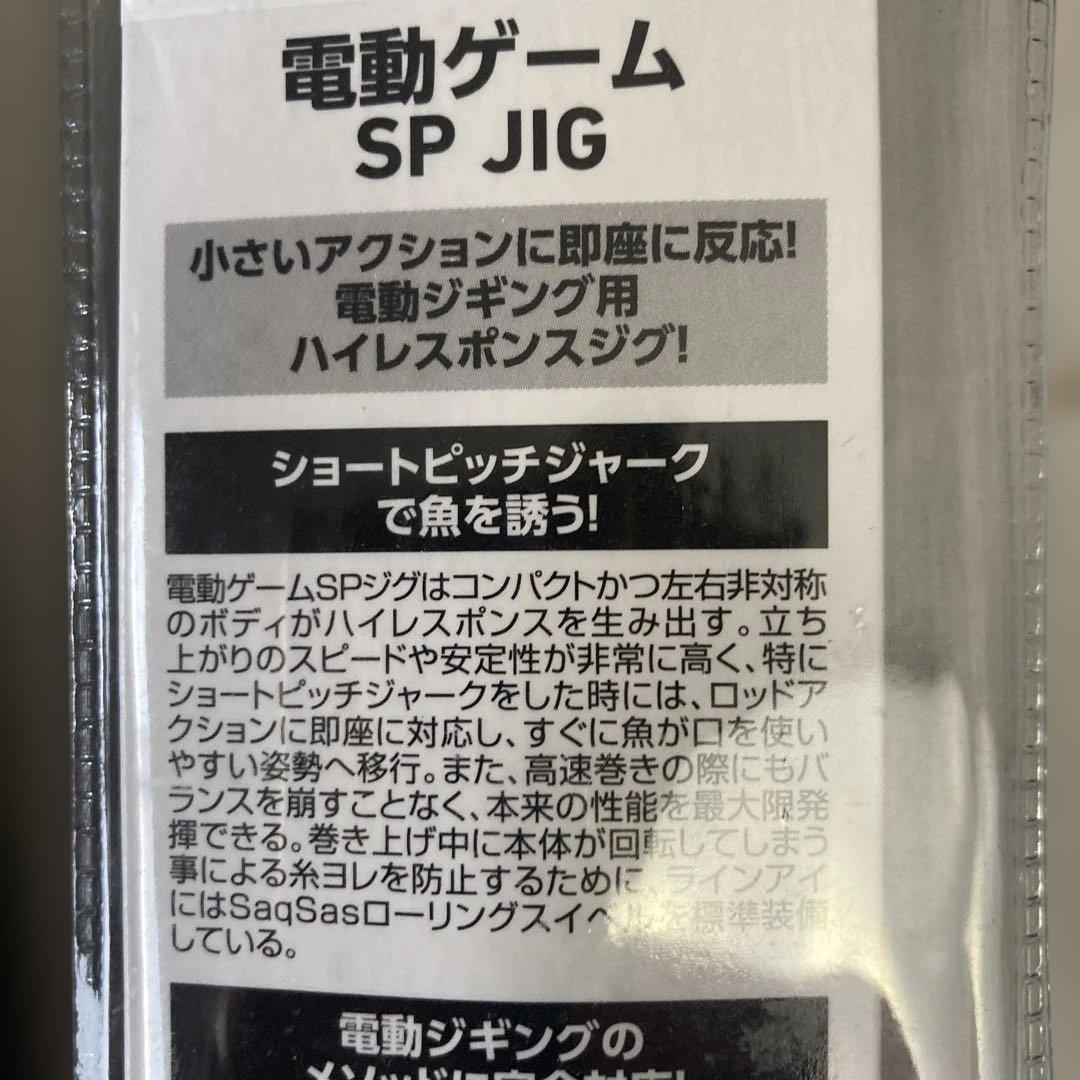 電動ゲーム
SP JIG
小さいアクションに即座に反応!
電動ジギング用
ハイレスポンスジグ!
ショートピッチジャーク
で魚を誘う!
電動ゲームSPジグはコンパクトかつ左右非対称
のボディがハイレスポンスを生み出す。立ち
上がりのスピードや安定性が非常に高く、特に
ショートピッチジャークをした時には、ロッドア
クションに即座に対応し、すぐに魚が口を使い
やすい姿勢へ移行。また、高速巻きの際にもバ
ランスを崩すことなく、本来の性能を最大限発
揮できる。巻き上げ中に本体が回転してしまう
事による糸ヨレを防止するために、ラインアイ
にはSaqSasローリングスイベルを標準装備
している。
電動ジギングの
メソッドに完全対応!